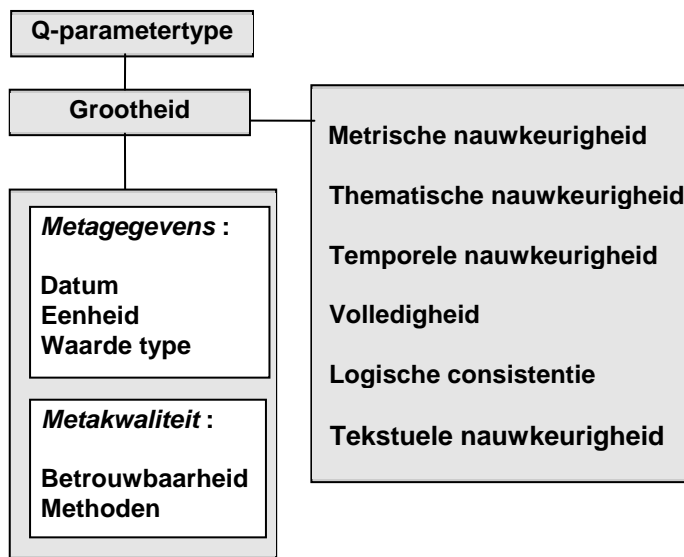 Q-parametertype
Grootheid
Metagegevens :
Datum
Eenheid
Waarde type
Metakwaliteit :
Betrouwbaarheid
Methoden
Metrische nauwkeurigheid
Thematische nauwkeurigheid
Temporele nauwkeurigheid
Volledigheid
Logische consistentie
Tekstuele nauwkeurigheid